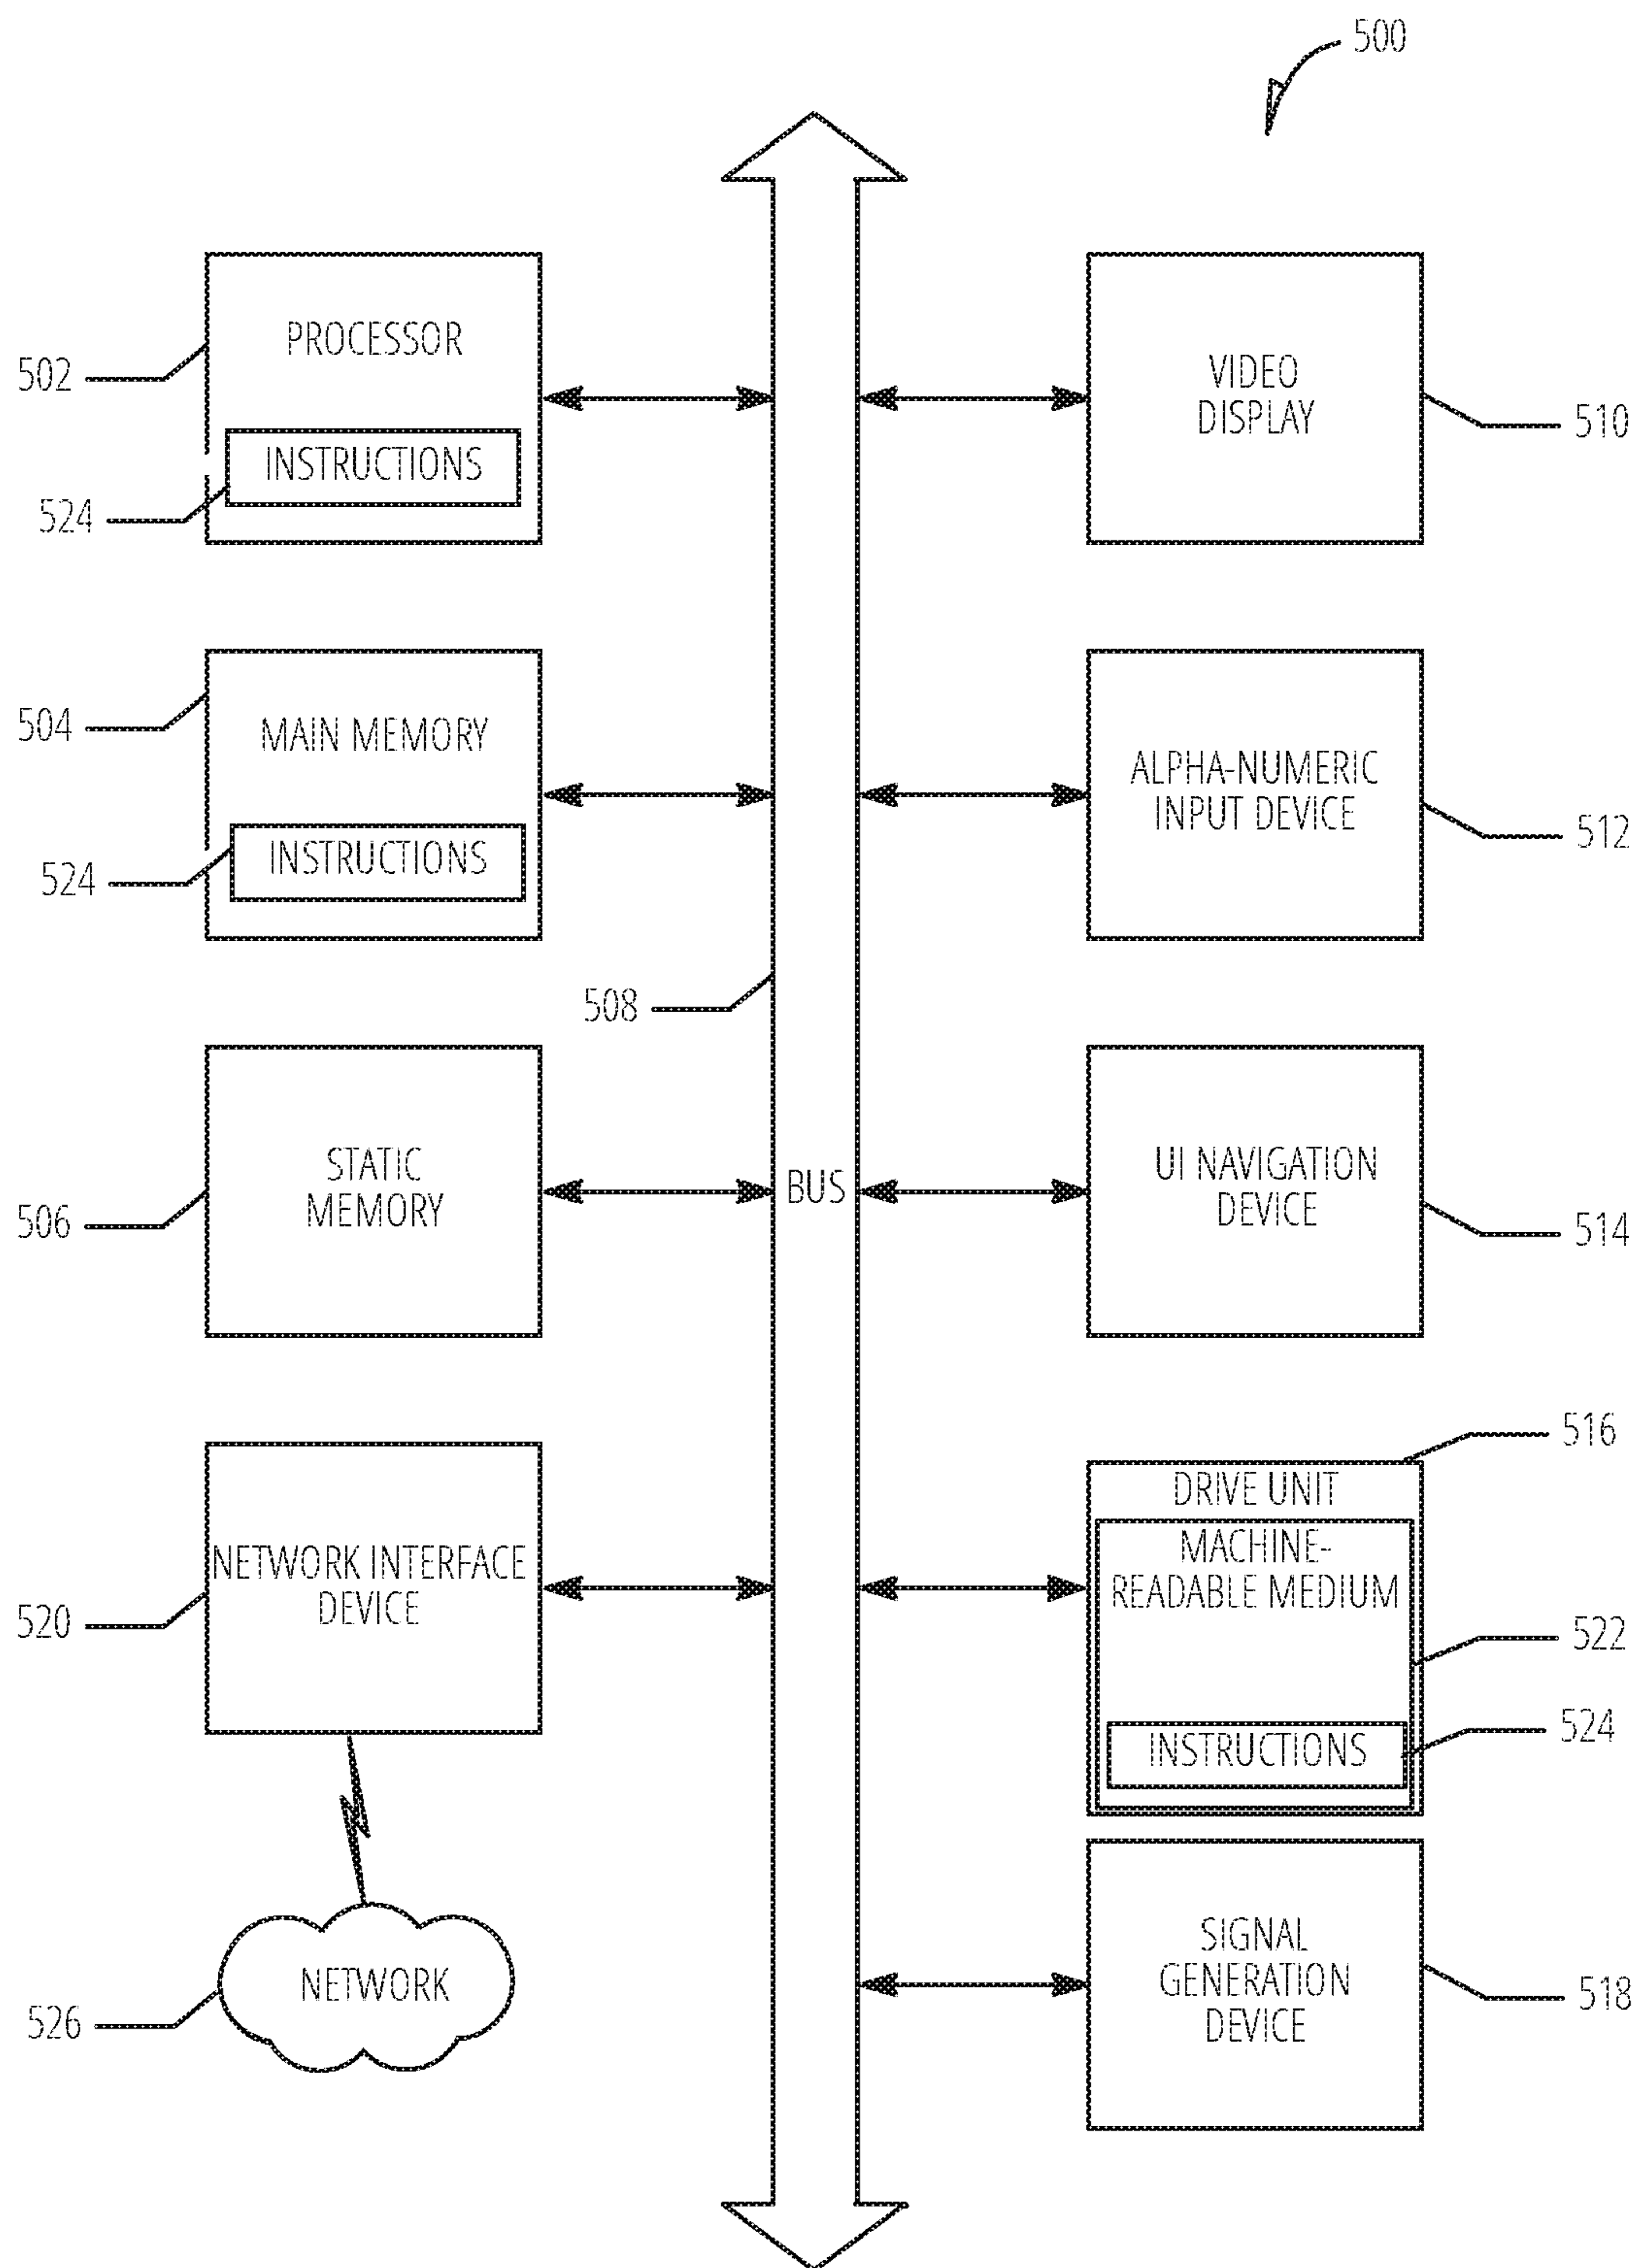 500
PROCESSOR
502
INSTRUCTIONS
524
VIDEO
DISPLAY
510
504
MAIN MEMORY
INSTRUCTIONS
524
ALPHA-NUMERIC
INPUT DEVICE
512
508
STATIC
MEMORY
506
BUS
UI NAVIGATION
DEVICE
514
NETWORK INTERFACE
DEVICE
520
516
DRIVE UNIT
MACHINE-
READABLE MEDIUM
522
524
INSTRUCTIONS
NETWORK
526
SIGNAL
GENERATION
DEVICE
518